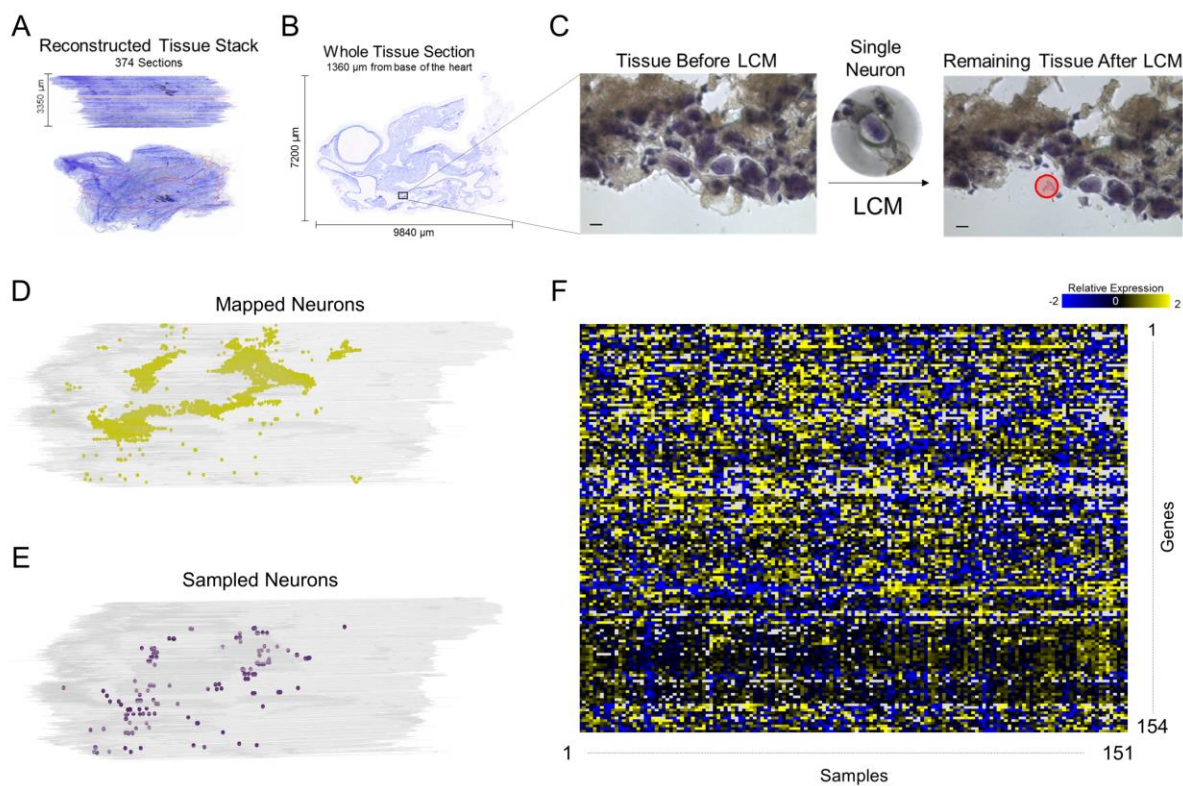 A
Reconstructed Tissue Stack
374 Sections
3350 μm
B
Whole Tissue Section
1360 μm from base of the heart
7200 μm
9840 μm
C
Tissue Before LCM
Single
Neuron
LCM
Remaining Tissue After LCM
D
Mapped Neurons
E
Sampled Neurons
F
Relative Expression
-2 0 2
1
Genes
154
1 151
Samples